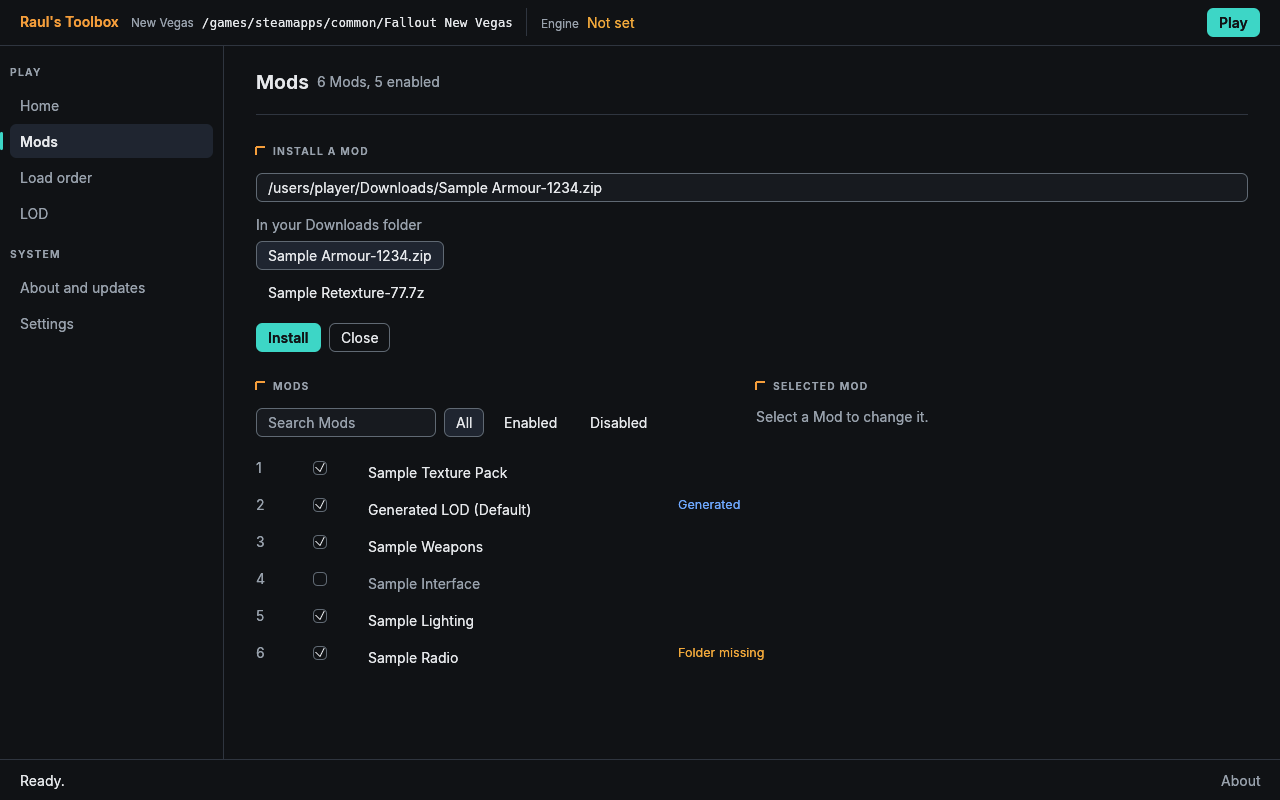 Raul's Toolbox New Vegas /games/steamapps/common/Fallout New Vegas Engine Not set Play
PLAY
Home
Mods
Load order
LOD
SYSTEM
About and updates
Settings
Mods 6 Mods, 5 enabled
INSTALL A MOD
/users/player/Downloads/Sample Armour-1234.zip
In your Downloads folder
Sample Armour-1234.zip
Sample Retexture-77.7z
Install Close
MODS
Search Mods All Enabled Disabled
1 Sample Texture Pack
2 Generated LOD (Default) Generated
3 Sample Weapons
4 Sample Interface
5 Sample Lighting
6 Sample Radio Folder missing
SELECTED MOD
Select a Mod to change it.
Ready. About